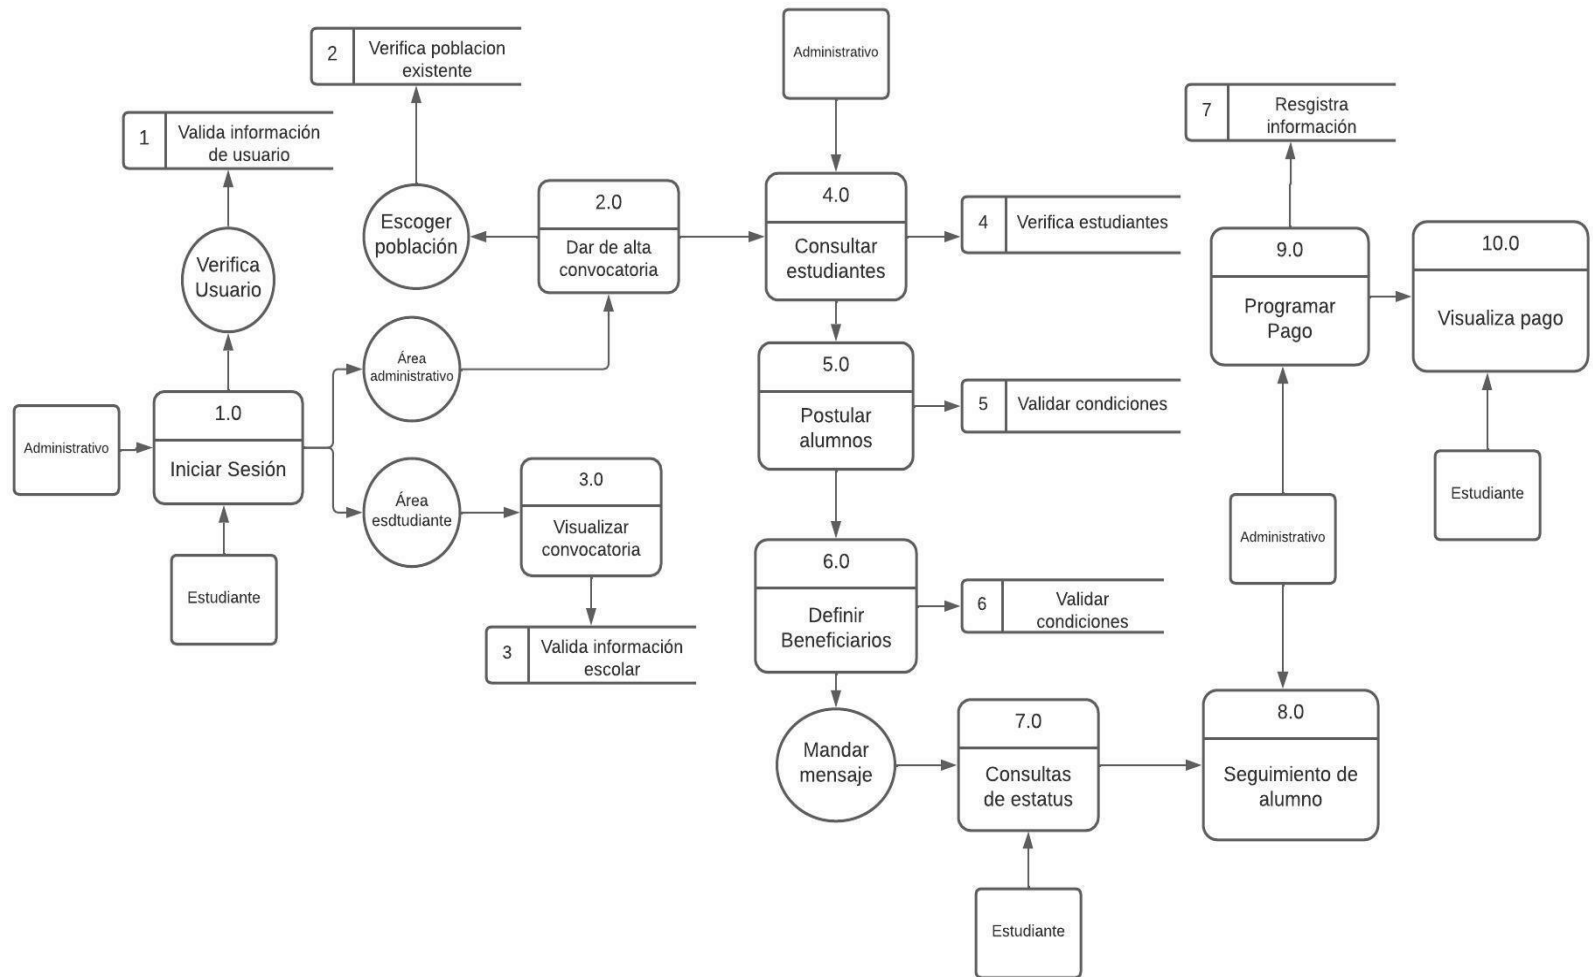 2
Verifica poblacion
existente
Administrativo
1
Valida información
de usuario
7
Resgistra
información
Escoger
población
2.0
Dar de alta
convocatoria
4.0
Consultar
estudiantes
4
Verifica estudiantes
9.0
Programar
Pago
10.0
Visualiza pago
Verifica
Usuario
Área
administrativo
5.0
Postular
alumnos
5
Validar condiciones
Administrativo
1.0
Iniciar Sesión
Área
esdtudiante
3.0
Visualizar
convocatoria
Estudiante
Administrativo
Estudiante
6.0
Definir
Beneficiarios
6
Validar
condiciones
3
Valida información
escolar
Mandar
mensaje
7.0
Consultas
de estatus
8.0
Seguimiento de
alumno
Estudiante